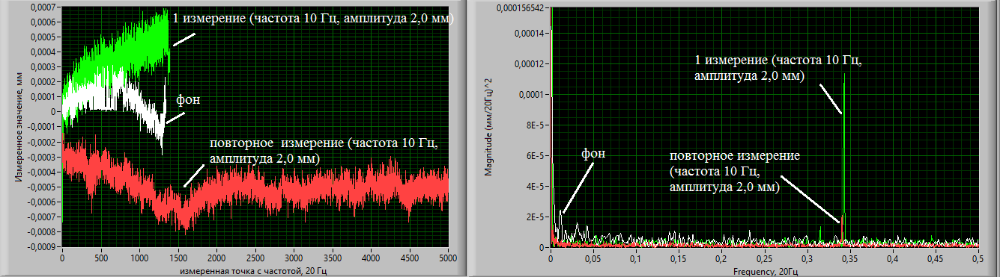 0,0007
0,0006
0,0005
0,0004
0,0003
0,0002
0,0001
0
-0,0001
-0,0002
-0,0003
-0,0004
-0,0005
-0,0006
-0,0007
-0,0008
-0,0009
Измеренное значение, мм
1 измерение (частота 10 Гц, амплитуда 2,0 мм)
фон
повторное измерение (частота 10 Гц,
амплитуда 2,0 мм)
0 500 1000 1500 2000 2500 3000 3500 4000 4500 5000
измеренная точка с частотой, 20 Гц
0,000156542
0,00014
0,00012
0,0001
8E-5
6E-5
4E-5
2E-5
0
Magnitude (мм/20Гц)^2
1 измерение (частота 10 Гц,
амплитуда 2,0 мм)
фон
повторное измерение
(частота 10 Гц,
амплитуда 2,0 мм)
0 0,05 0,1 0,15 0,2 0,25 0,3 0,35 0,4 0,45 0,5
Frequency, 20Гц